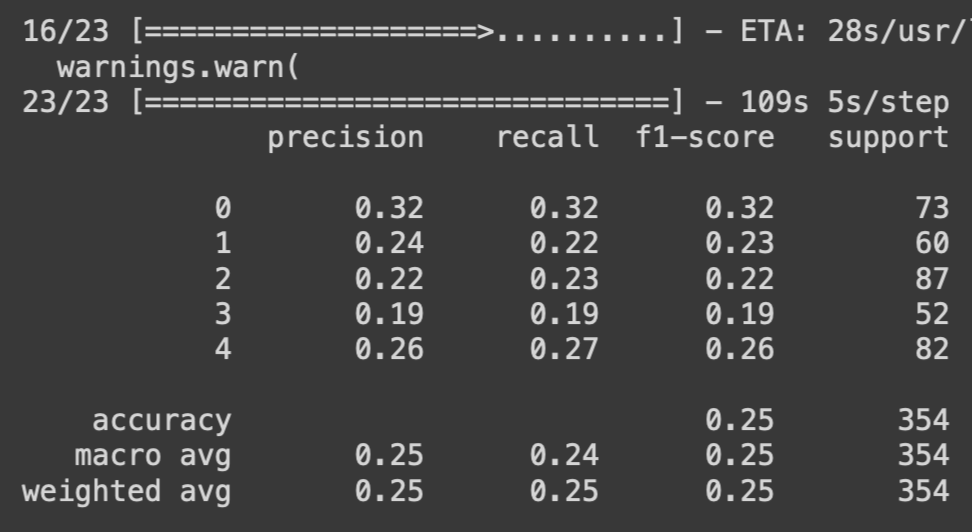 16/23 [===================>..........] - ETA: 28s/usr/
warnings.warn(
23/23 [==============================] - 109s 5s/step
precision recall f1-score support
0 0.32 0.32 0.32 73
1 0.24 0.22 0.23 60
2 0.22 0.23 0.22 87
3 0.19 0.19 0.19 52
4 0.26 0.27 0.26 82
accuracy 0.25 354
macro avg 0.25 0.24 0.25 354
weighted avg 0.25 0.25 0.25 354